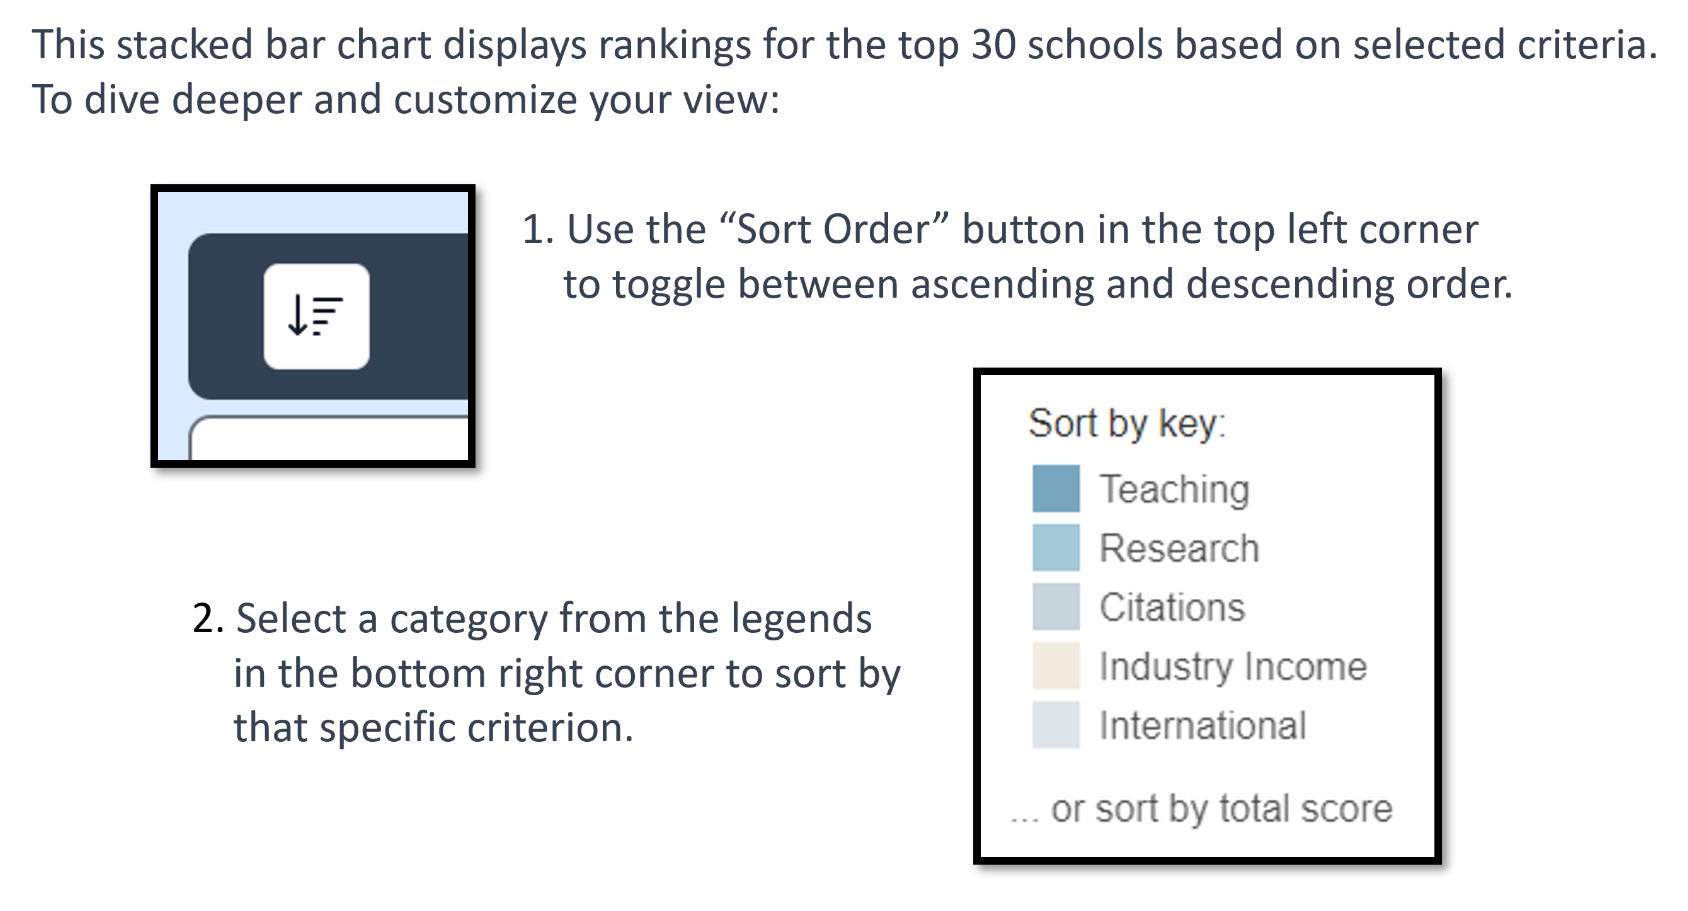 This stacked bar chart displays rankings for the top 30 schools based on selected criteria.
To dive deeper and customize your view:
1. Use the “Sort Order” button in the top left corner
to toggle between ascending and descending order.
2. Select a category from the legends
in the bottom right corner to sort by
that specific criterion.
Sort by key:
Teaching
Research
Citations
Industry Income
International
... or sort by total score